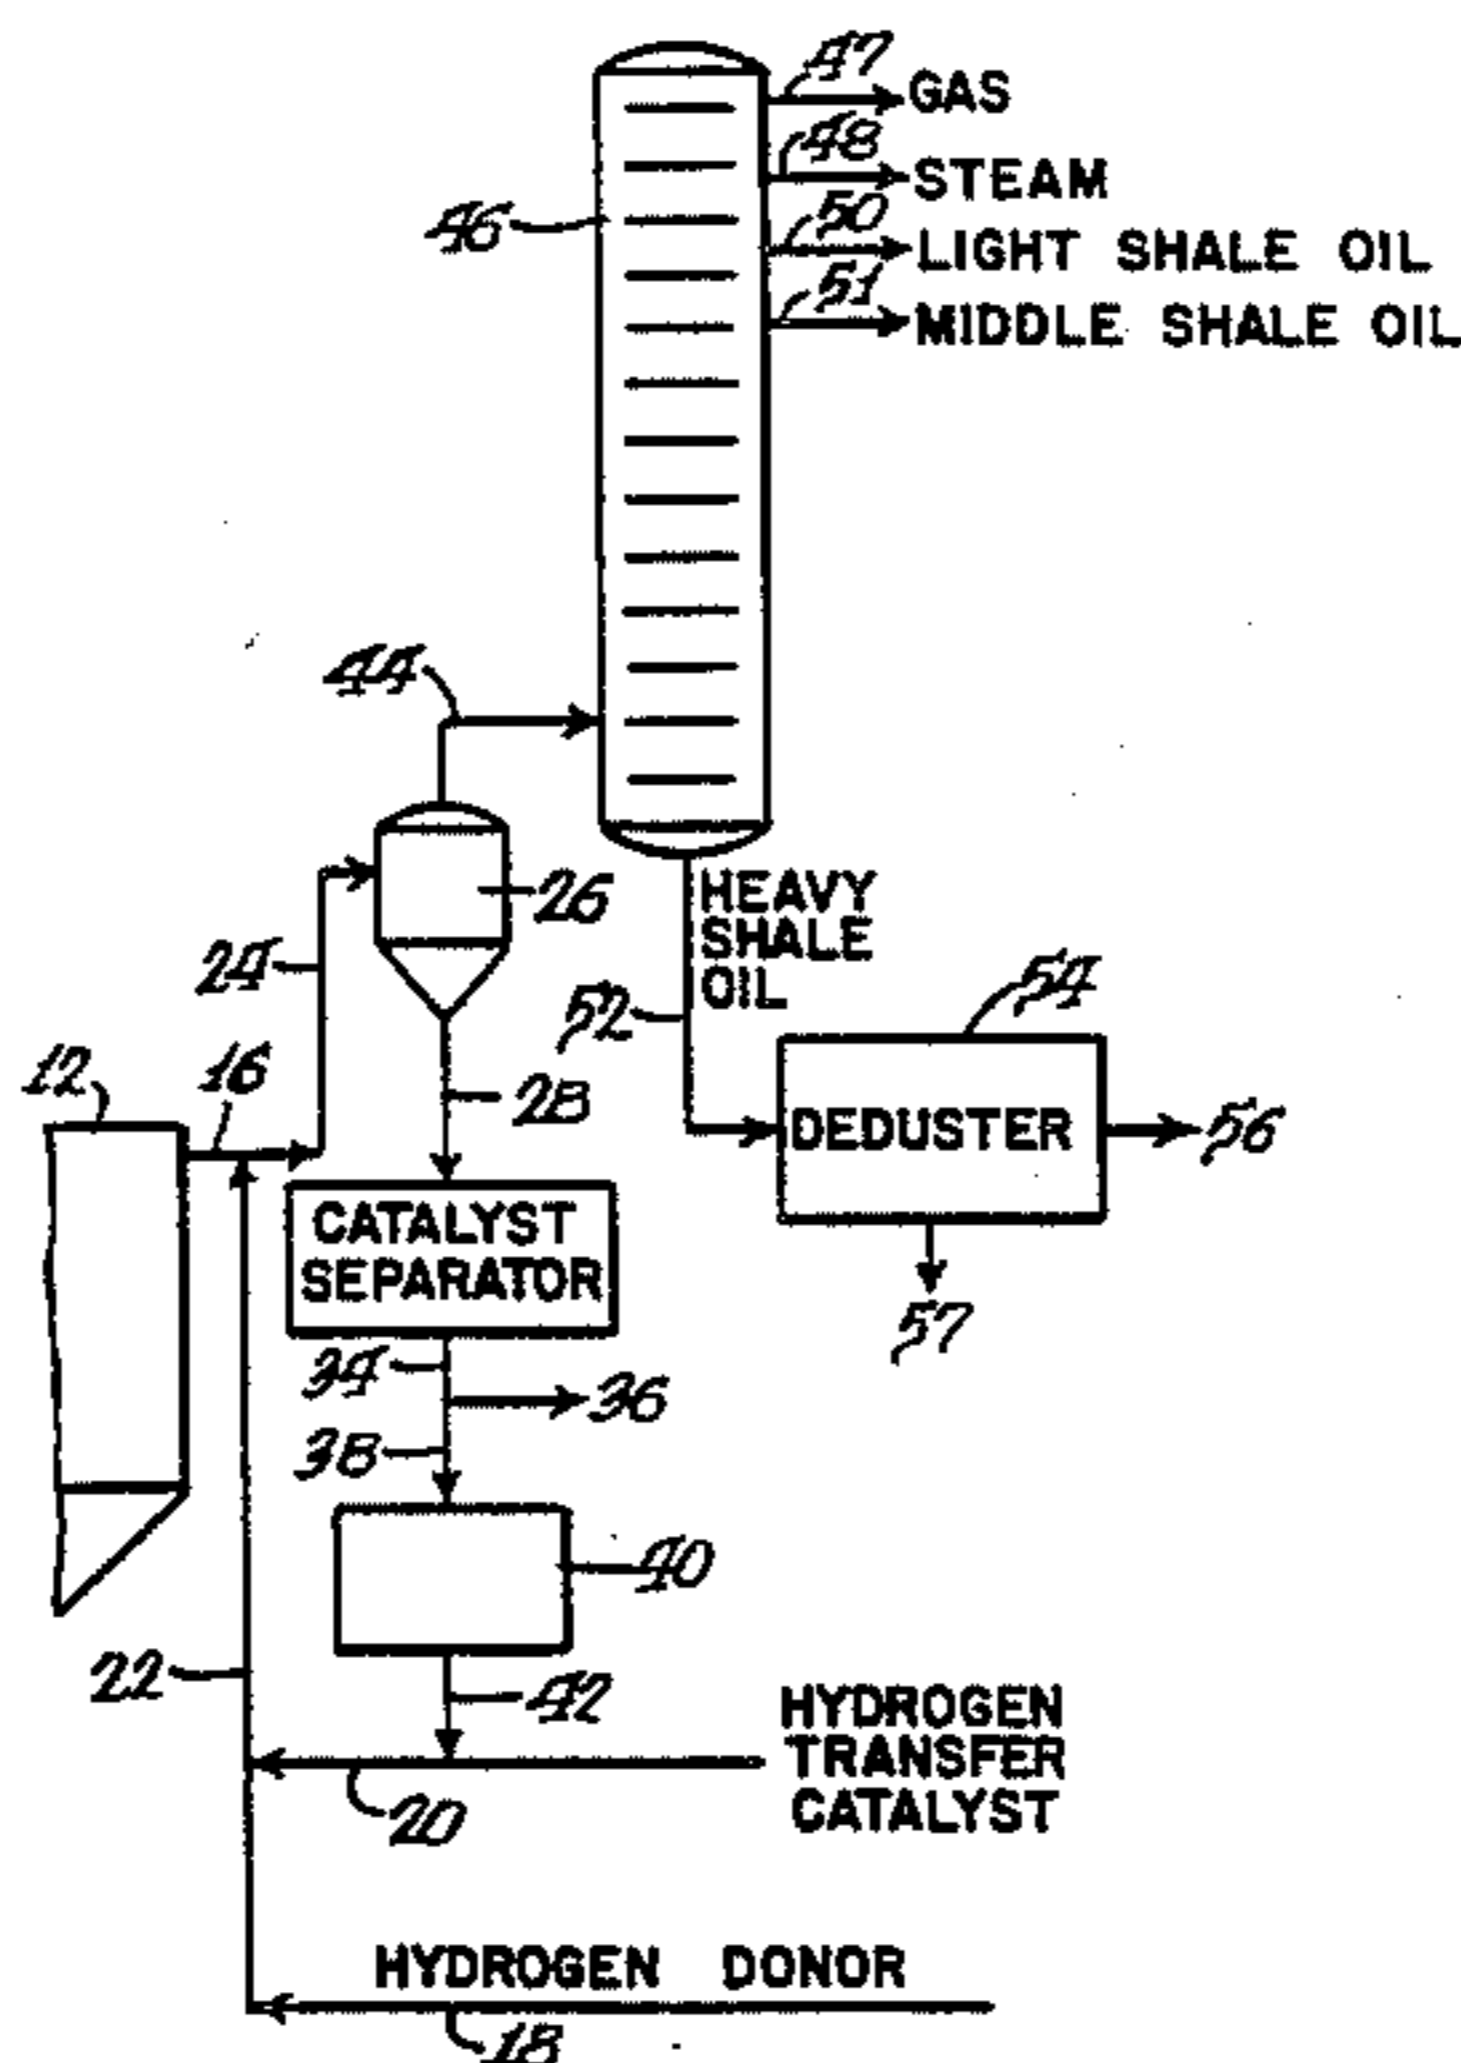 47
GAS
48
STEAM
46
50
LIGHT SHALE OIL
51
MIDDLE SHALE OIL
44
26
HEAVY
SHALE
OIL
24
52
54
12
16
28
DEDUSTER
56
CATALYST
SEPARATOR
57
34
36
38
40
22
42
HYDROGEN
TRANSFER
CATALYST
20
HYDROGEN DONOR
18